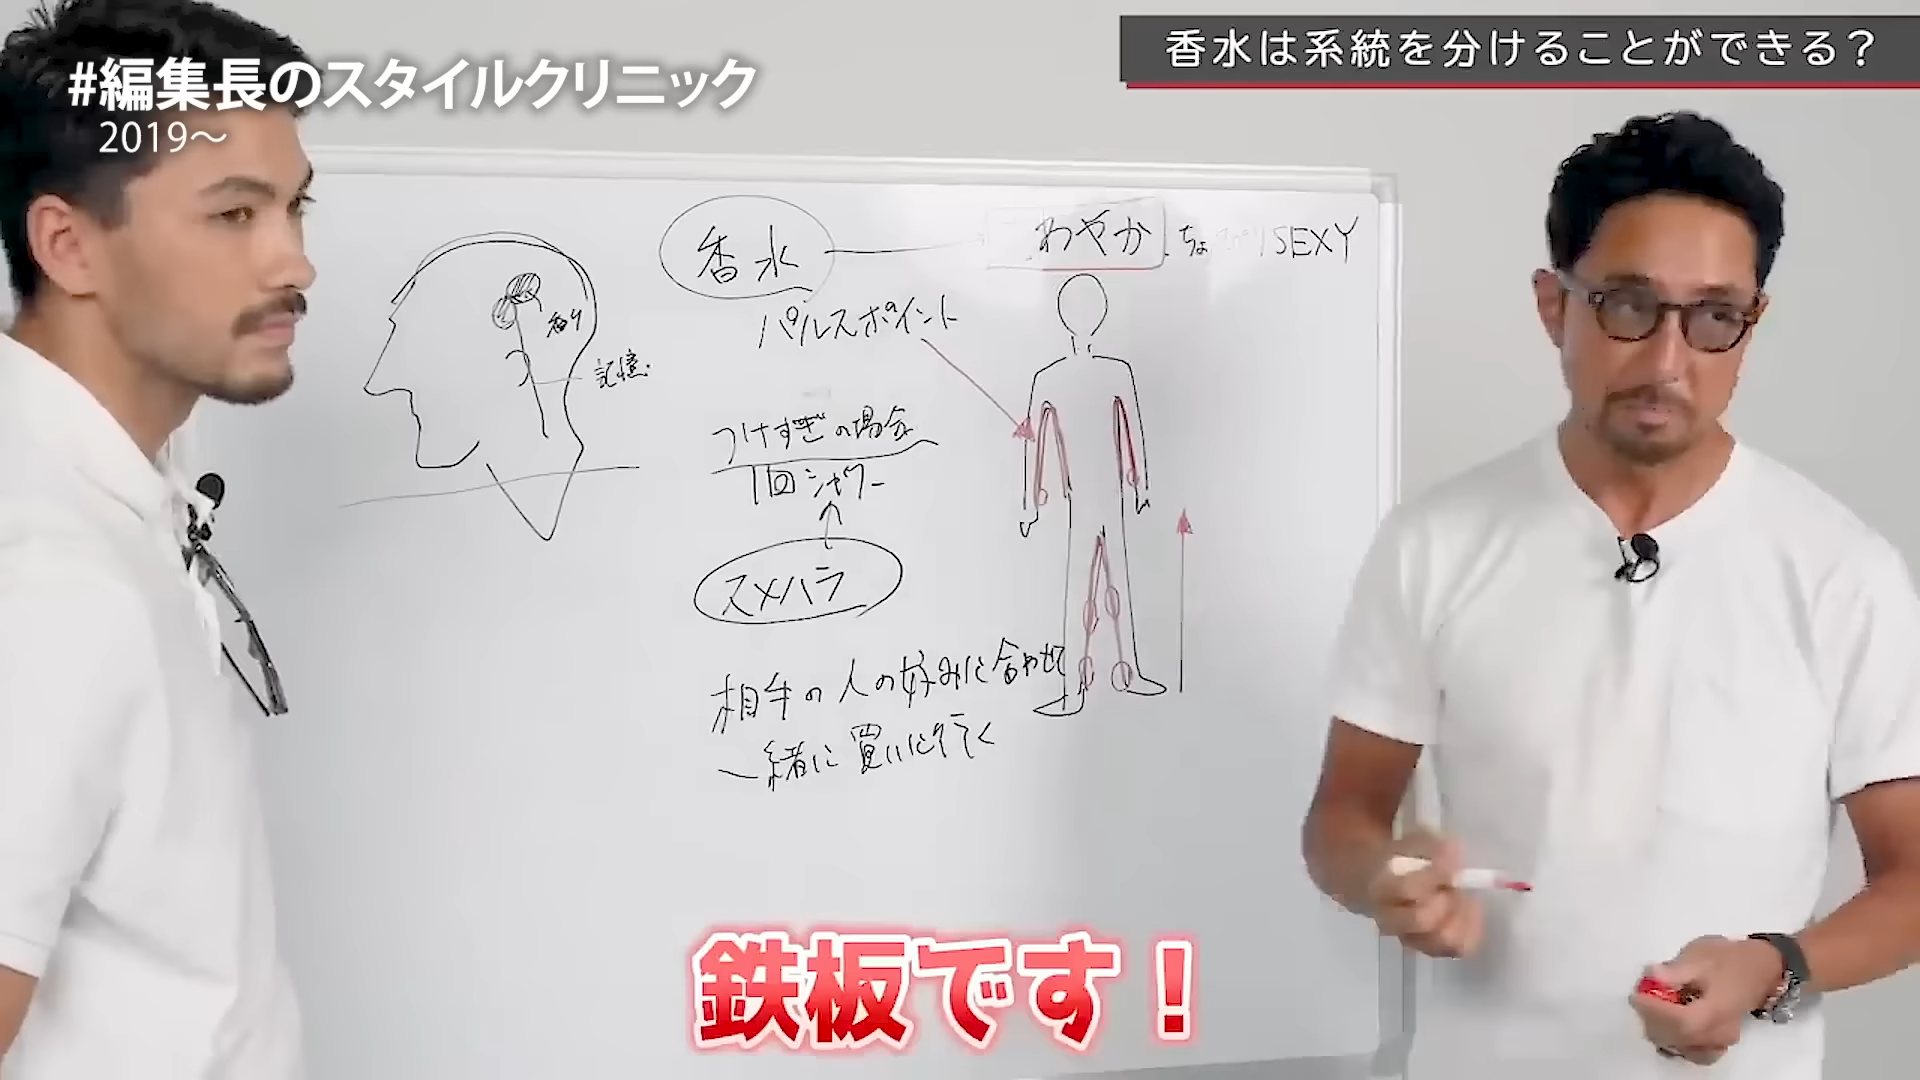 #編集長のスタイルクリニック
2019～
香水は系統を分けることができる？
香水
わやか
ちょ
SEXY
パルスポイント
香り
記憶
つけすぎの場合
1回シャワー
スメハラ
相手の人の好みに合わせ
一緒に買いに行く
鉄板です！